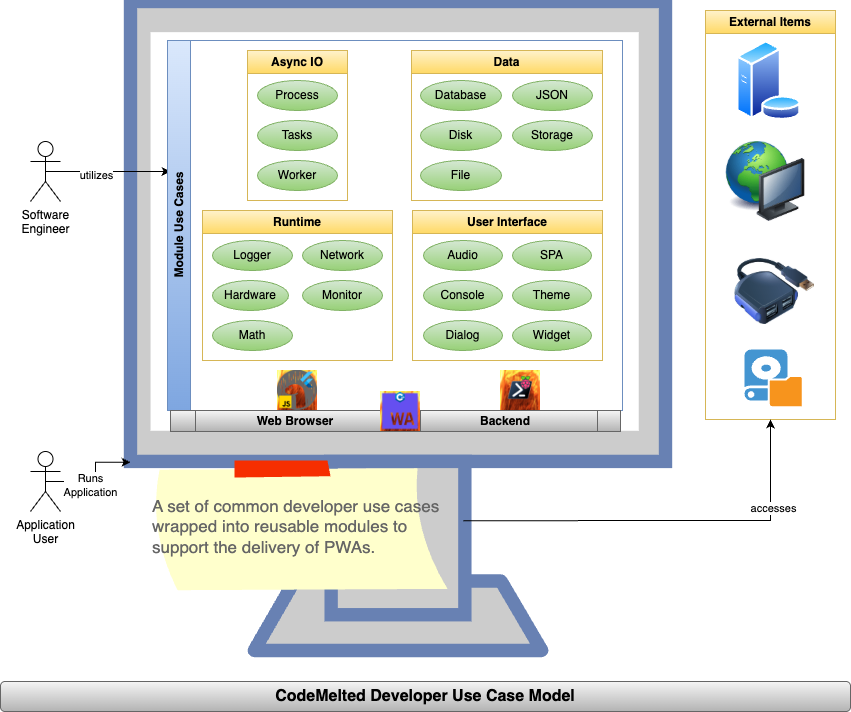 External Items
Async IO
Process
Tasks
Worker
Data
Database
JSON
Disk
Storage
File
utilizes
Software
Engineer
Module Use Cases
Runtime
Logger
Network
Hardware
Monitor
Math
User Interface
Audio
SPA
Console
Theme
Dialog
Widget
JS
C
WA
Web Browser
Backend
Runs
Application
Application
User
A set of common developer use cases
wrapped into reusable modules to
support the delivery of PWAs.
accesses
CodeMelted Developer Use Case Model